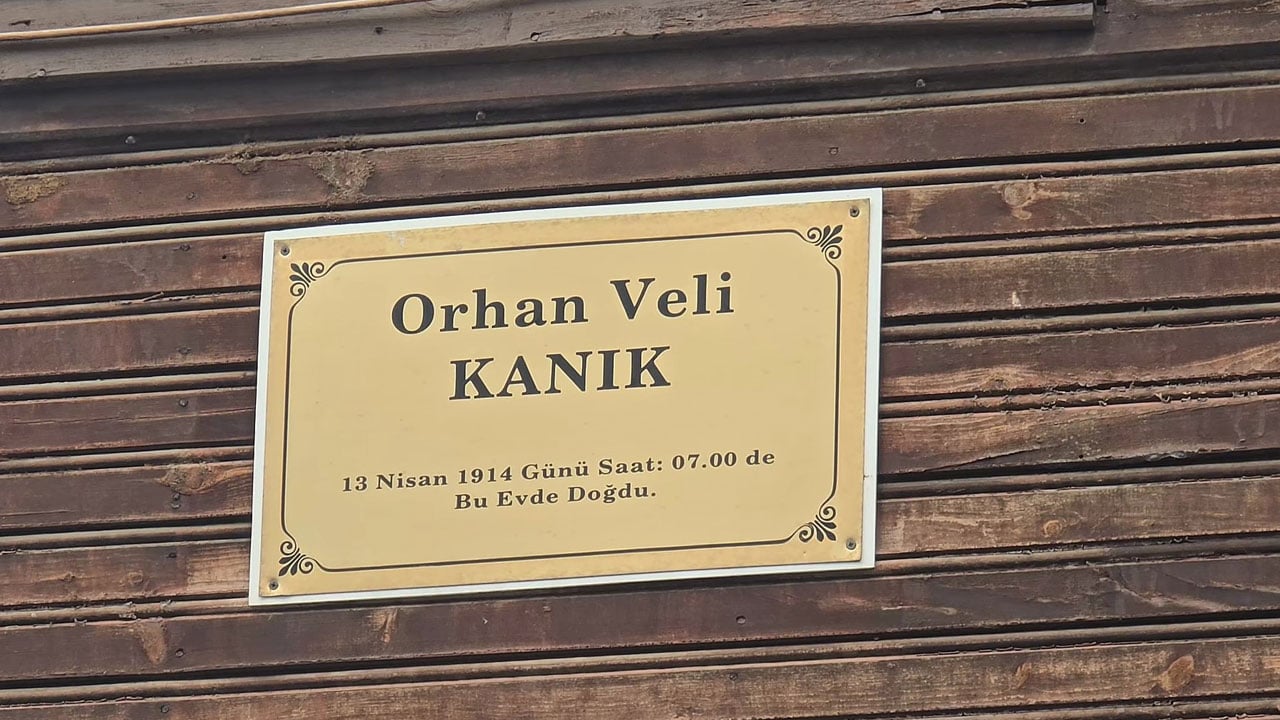 Orhan Veli
KANIK
13 Nisan 1914 Günü Saat: 07.00 de
Bu Evde Doğdu.